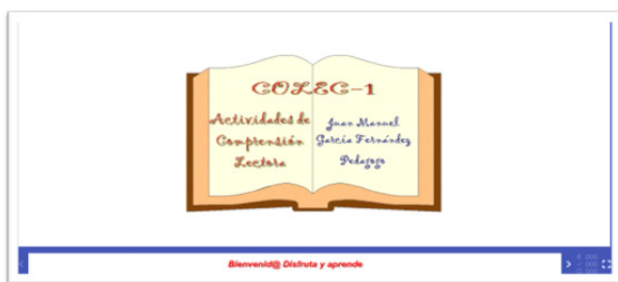 COLEC-1
Actividades de
Comprensión
Lectora
Juan Manuel
García Fernández
Pedagogo
Bienvenid@ Disfruta y aprende